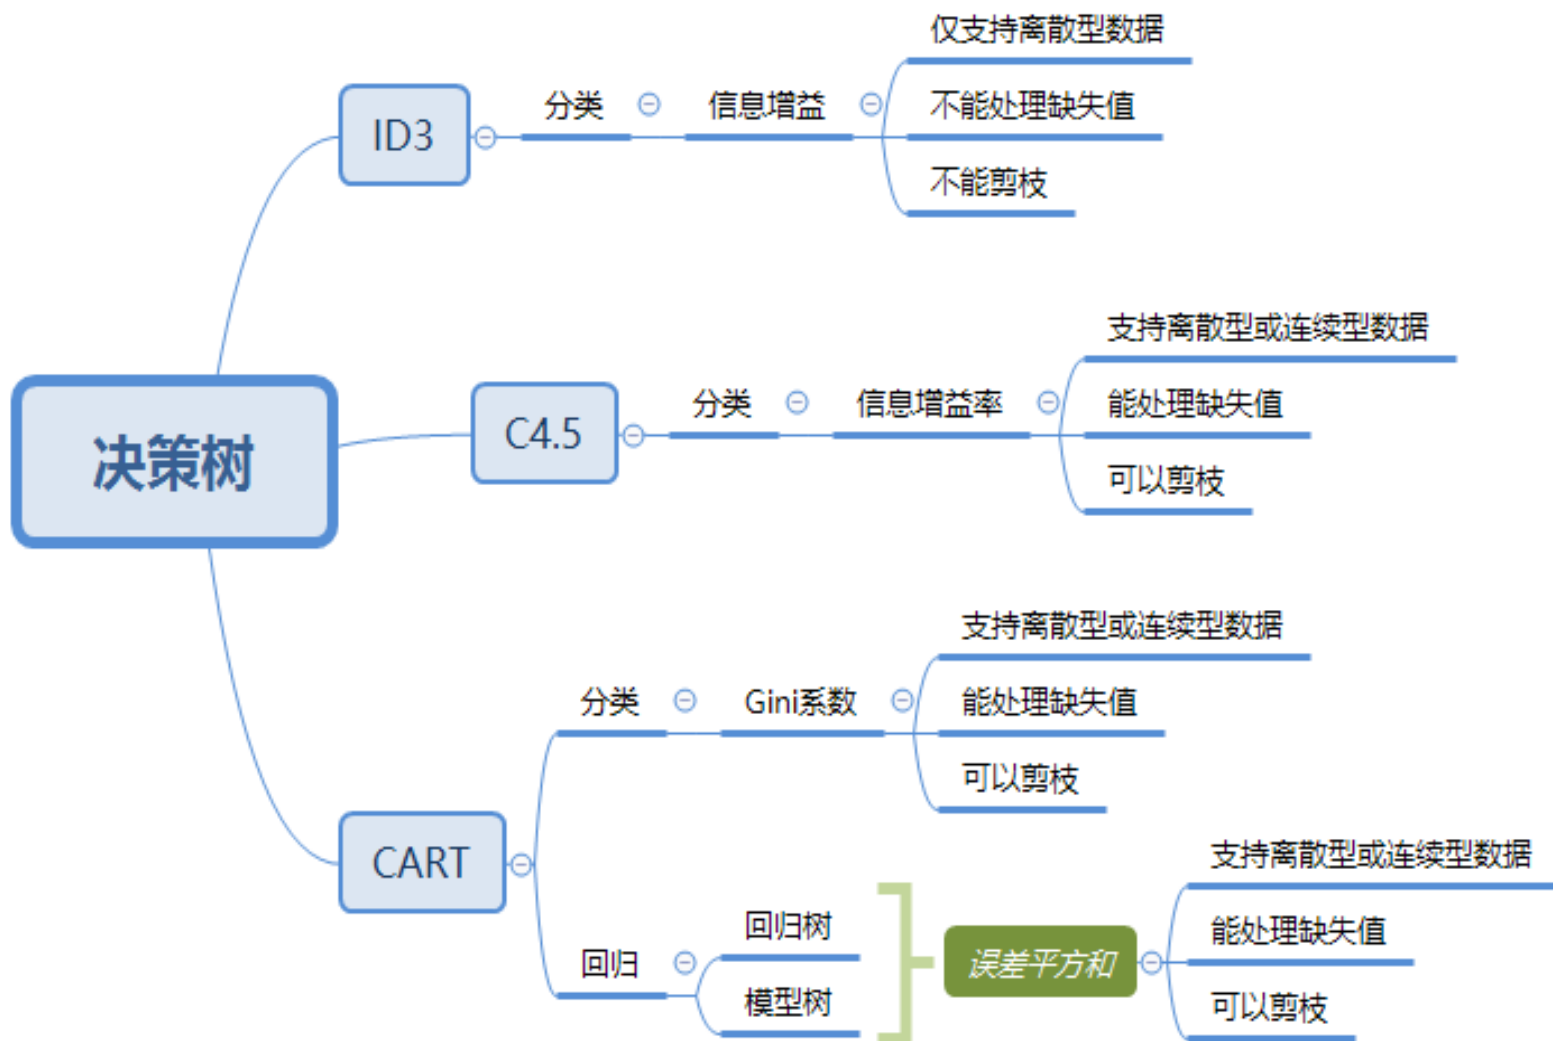 决策树
ID3
分类
信息增益
仅支持离散型数据
不能处理缺失值
不能剪枝
C4.5
分类
信息增益率
支持离散型或连续型数据
能处理缺失值
可以剪枝
CART
分类
Gini系数
支持离散型或连续型数据
能处理缺失值
可以剪枝
回归
回归树
模型树
误差平方和
支持离散型或连续型数据
能处理缺失值
可以剪枝